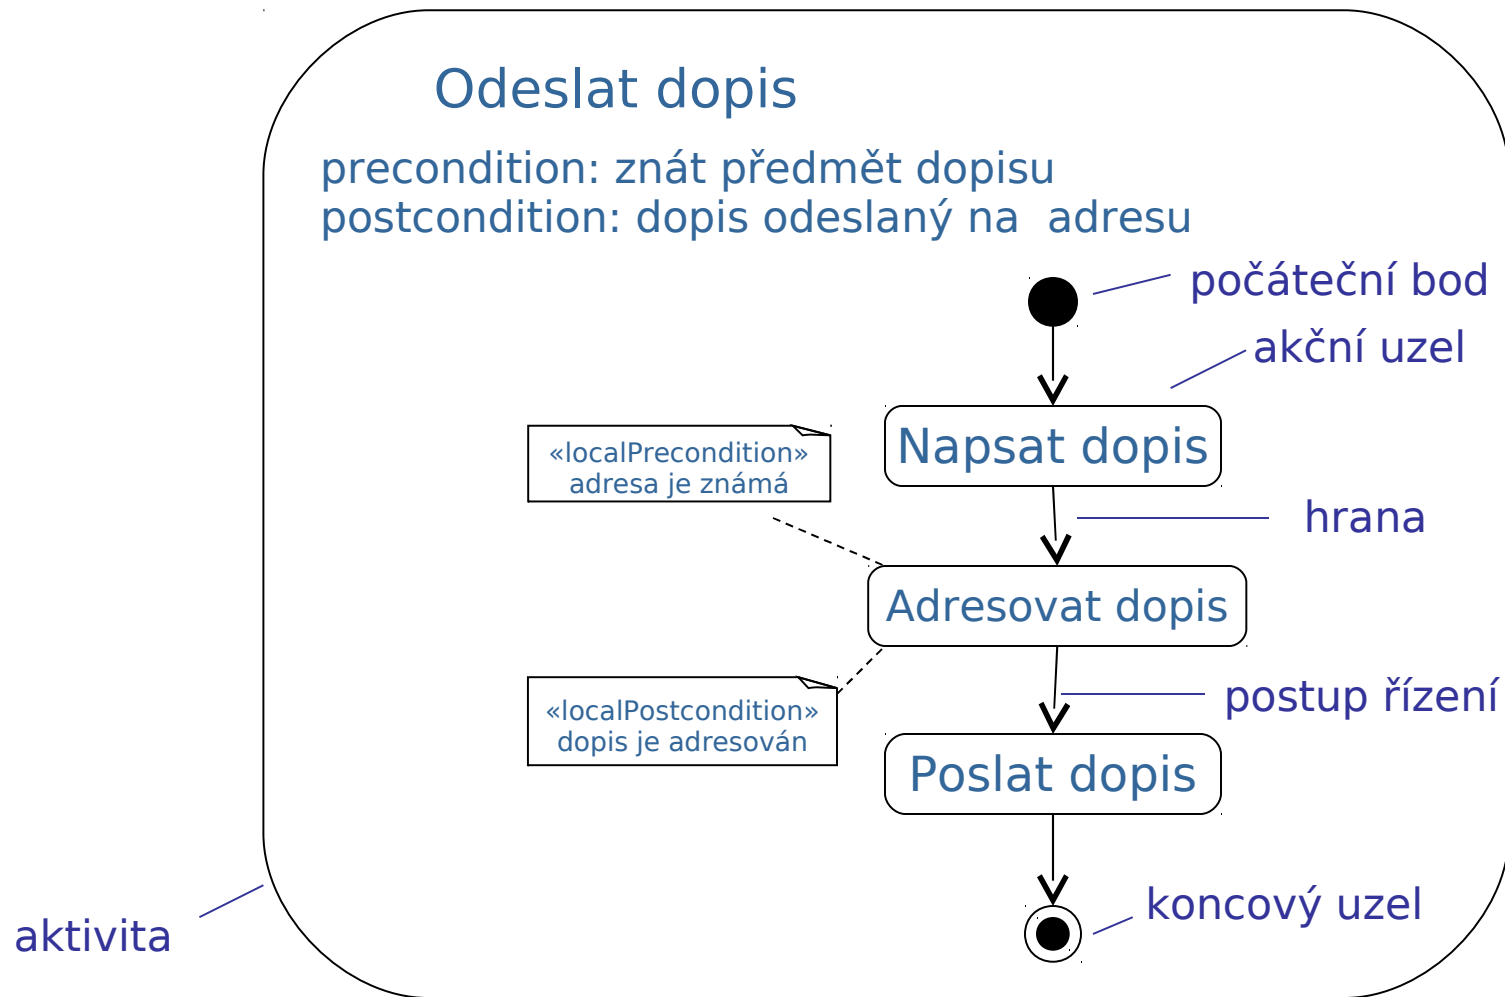 Odeslat dopis
precondition: znát předmět dopisu
postcondition: dopis odeslaný na adresu
počáteční bod
akční uzel
Napsat dopis
«localPrecondition»
adresa je známá
hrana
Adresovat dopis
postup řízení
«localPostcondition»
dopis je adresován
Poslat dopis
koncový uzel
aktivita